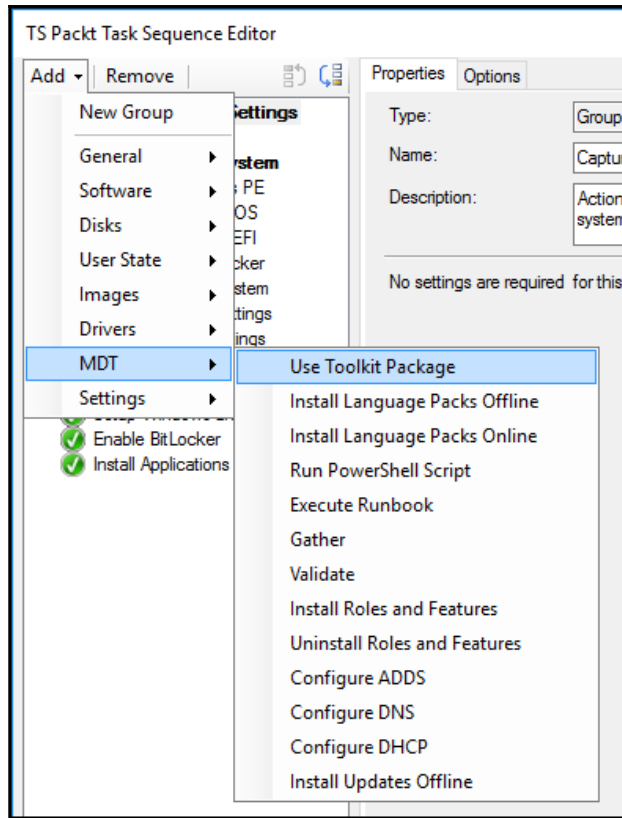 TS Packt Task Sequence Editor
Add Remove
Properties Options
New Group
General
Software
Disks
User State
Images
Drivers
MDT
Settings
PE
OS
Enable BitLocker
Install Applications
Type: Group
Name:
Description: Action
No settings are required for this
Use Toolkit Package
Install Language Packs Offline
Install Language Packs Online
Run PowerShell Script
Execute Runbook
Gather
Validate
Install Roles and Features
Uninstall Roles and Features
Configure ADDS
Configure DNS
Configure DHCP
Install Updates Offline